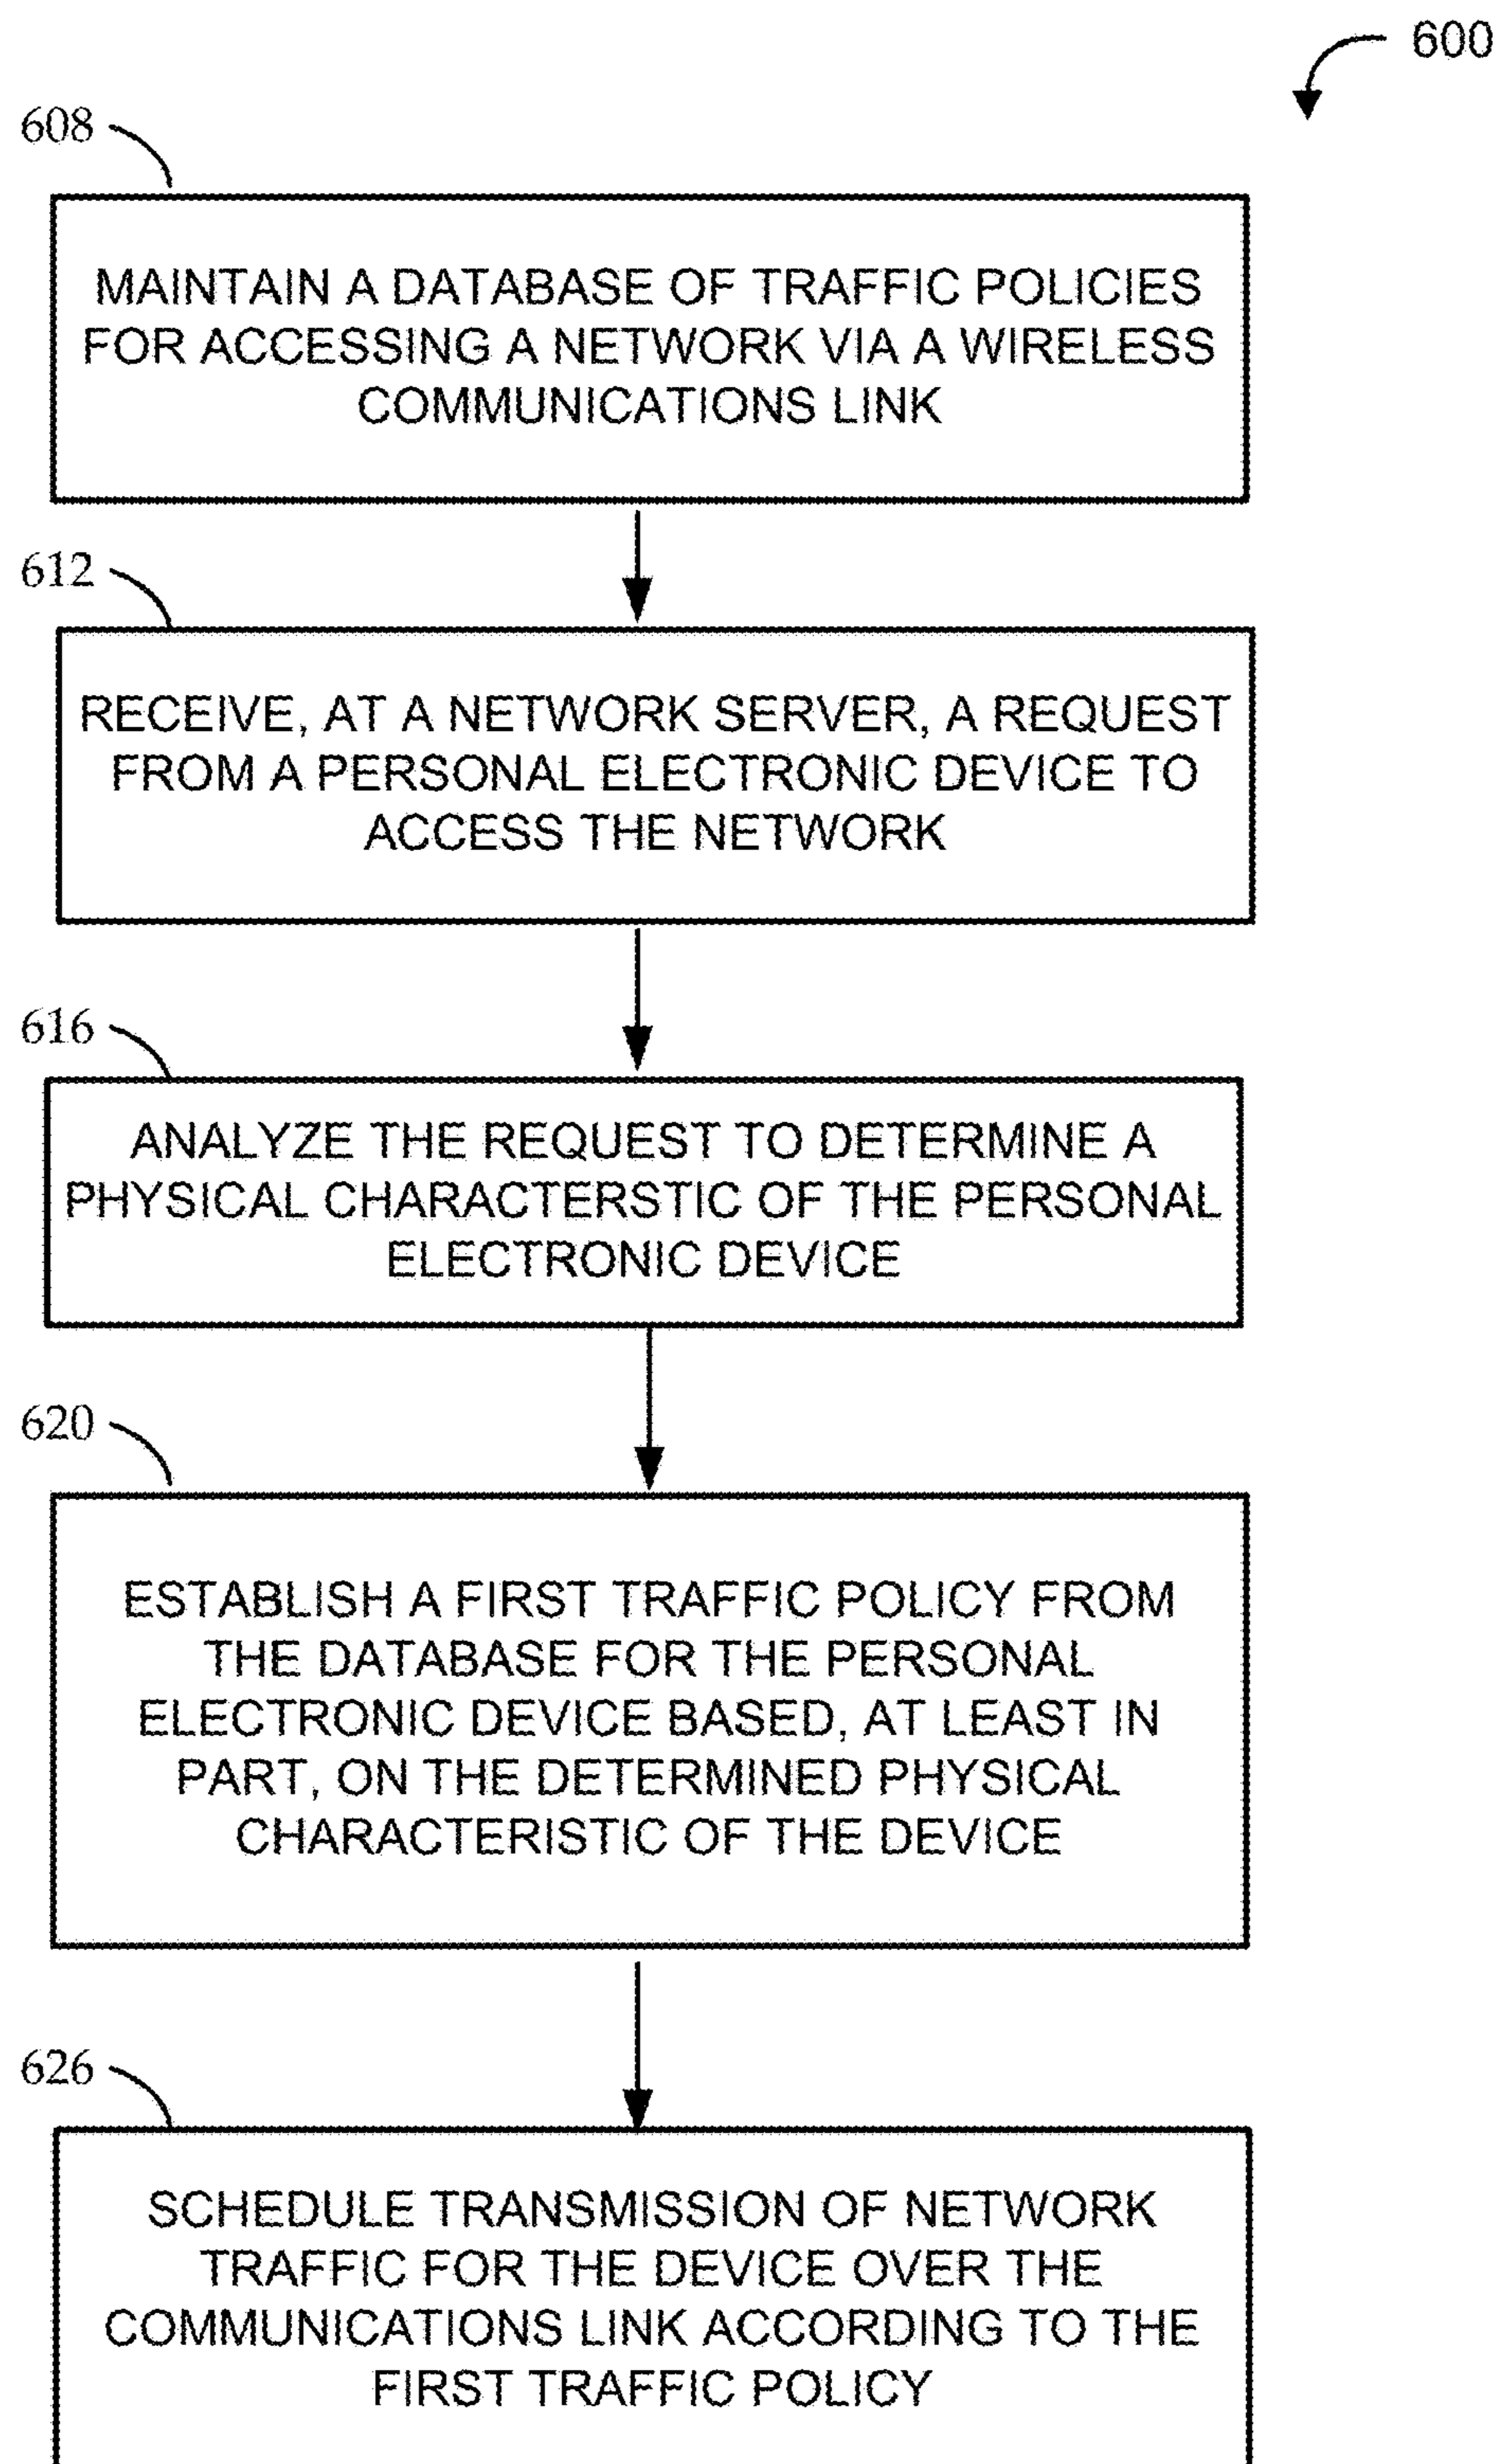 600
608
MAINTAIN A DATABASE OF TRAFFIC POLICIES
FOR ACCESSING A NETWORK VIA A WIRELESS
COMMUNICATIONS LINK
612
RECEIVE, AT A NETWORK SERVER, A REQUEST
FROM A PERSONAL ELECTRONIC DEVICE TO
ACCESS THE NETWORK
616
ANALYZE THE REQUEST TO DETERMINE A
PHYSICAL CHARACTERSTIC OF THE PERSONAL
ELECTRONIC DEVICE
620
ESTABLISH A FIRST TRAFFIC POLICY FROM
THE DATABASE FOR THE PERSONAL
ELECTRONIC DEVICE BASED, AT LEAST IN
PART, ON THE DETERMINED PHYSICAL
CHARACTERISTIC OF THE DEVICE
626
SCHEDULE TRANSMISSION OF NETWORK
TRAFFIC FOR THE DEVICE OVER THE
COMMUNICATIONS LINK ACCORDING TO THE
FIRST TRAFFIC POLICY